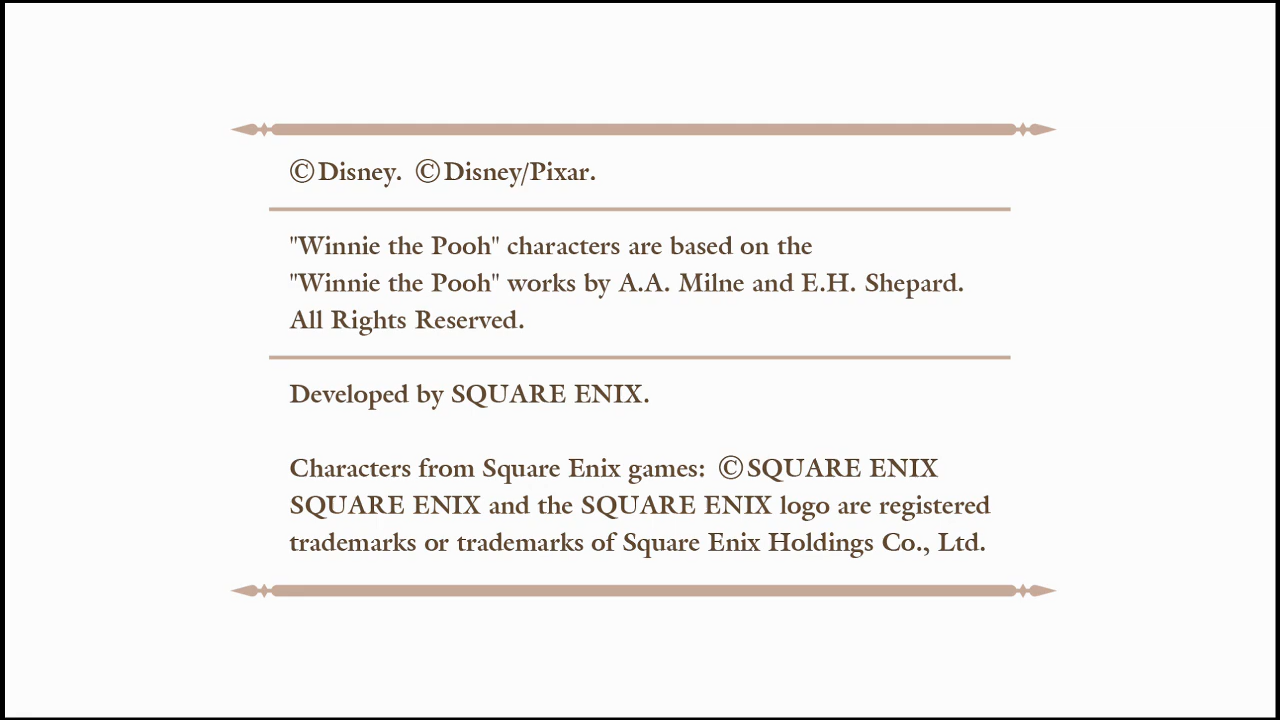 ©Disney. ©Disney/Pixar.
"Winnie the Pooh" characters are based on the
"Winnie the Pooh" works by A.A. Milne and E.H. Shepard.
All Rights Reserved.
Developed by SQUARE ENIX.
Characters from Square Enix games: ©SQUARE ENIX
SQUARE ENIX and the SQUARE ENIX logo are registered
trademarks or trademarks of Square Enix Holdings Co., Ltd.